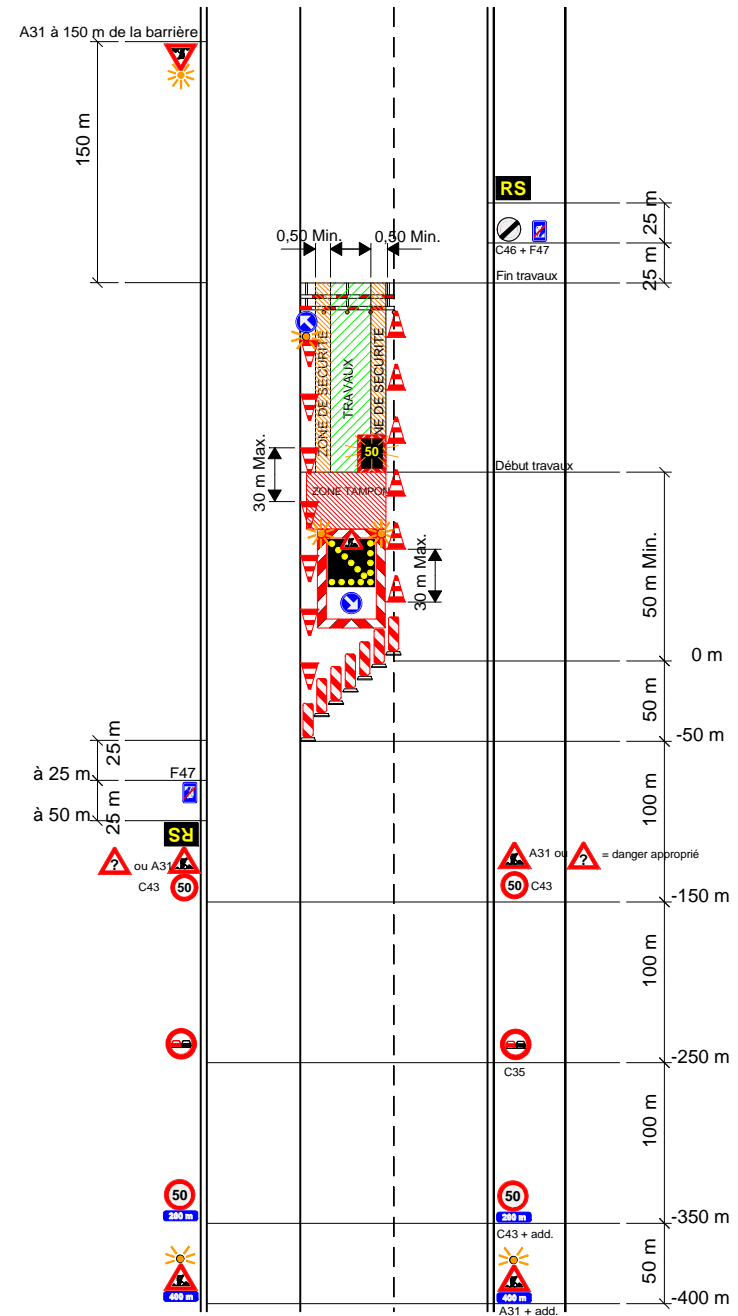 A31 à 150 m de la barrière
150 m
RS
25 m
C46 + F47
25 m
0,50 Min.
0,50 Min.
Fin travaux
ZONE DE SECURITE
TRAVAUX
NE DE SECURITE
50
30 m Max.
Début travaux
ZONE TAMPON
30 m Max.
50 m Min.
0 m
50 m
-50 m
25 m
à 25 m
F47
25 m
à 50 m
RS
100 m
? ou A31
A31 ou ? = danger approprié
C43 50
50 C43
-150 m
100 m
-250 m
C35
100 m
50
200 m
50
200 m
-350 m
C43 + add.
50 m
400 m
400 m
-400 m
A31 + add.